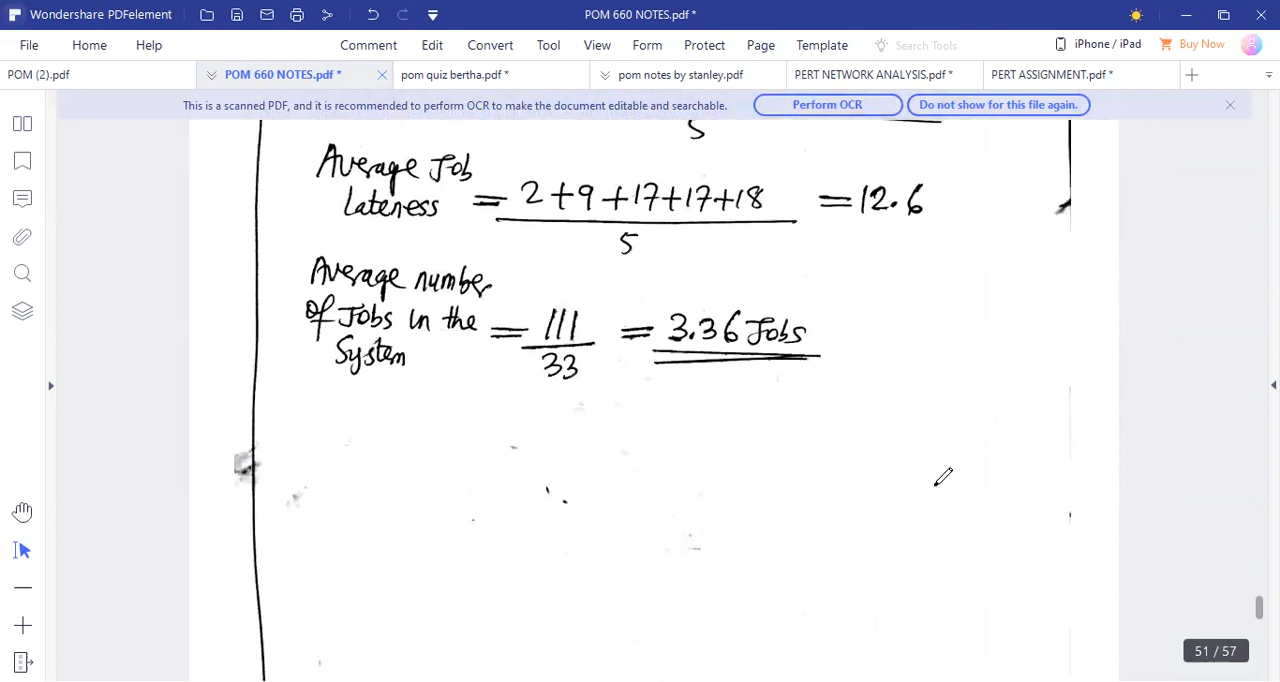 Wondershare PDFelement
POM 660 NOTES.pdf *
File Home Help Comment Edit Convert Tool View Form Protect Page Template Search Tools iPhone / iPad Buy Now
POM (2).pdf POM 660 NOTES.pdf * pom quiz bertha.pdf * pom notes by stanley.pdf PERT NETWORK ANALYSIS.pdf * PERT ASSIGNMENT.pdf *
This is a scanned PDF, and it is recommended to perform OCR to make the document editable and searchable. Perform OCR Do not show for this file again.
5
Average Job
Lateness = 2+9+17+17+18 = 12.6
5
Average number
Of Jobs in the = 111 = 3.36 Jobs
System 33
51 / 57